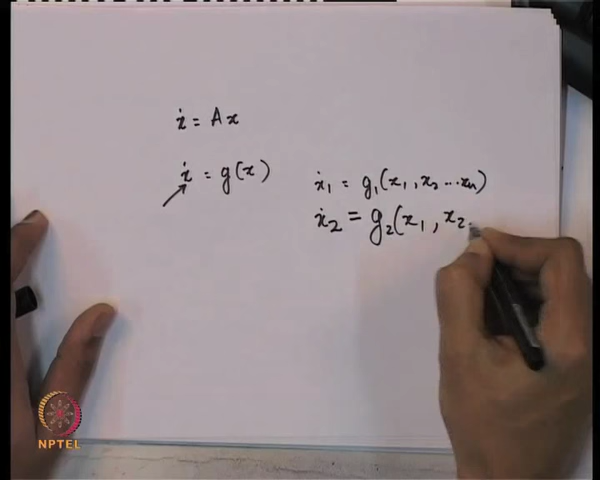 ẋ = Ax
ẋ = g(x)
ẋ₁ = g₁(x₁, x₂ ... xₙ)
ẋ₂ = g₂(x₁, x₂.
NPTEL